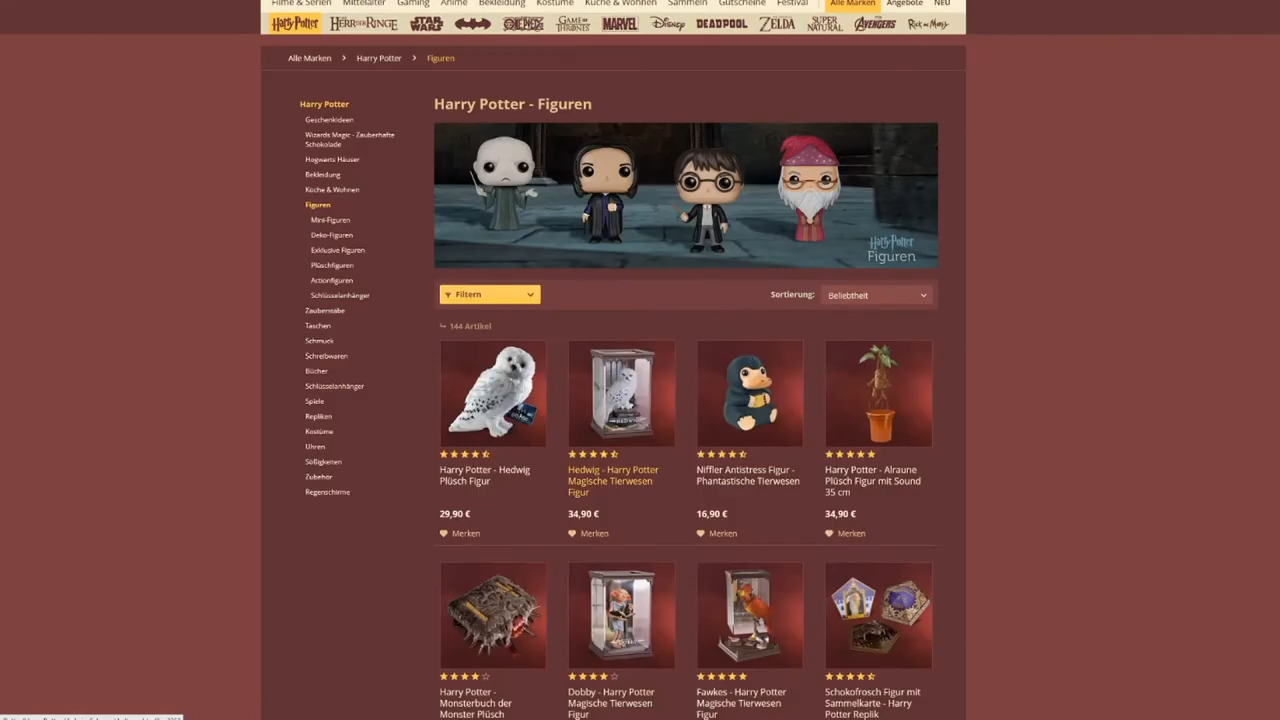 Filme & Serien Mittelalter Gaming Anime Bekleidung Kostüme Küche & Wohnen Sammeln Gutscheine Festival Alle Marken Angebote NEU
Harry Potter HERR DER RINGE STAR WARS ONE PIECE GAME OF THRONES MARVEL Disney DEADPOOL ZELDA SUPERNATURAL AVENGERS RICK AND MORTY
Alle Marken > Harry Potter > Figuren
Harry Potter
Geschenkideen
Wizards Magic - Zauberhafte
Schokolade
Hogwarts Häuser
Bekleidung
Küche & Wohnen
Figuren
Mini-Figuren
Deko-Figuren
Exklusive Figuren
Plüschfiguren
Actionfiguren
Schlüsselanhänger
Zauberstäbe
Taschen
Schmuck
Schreibwaren
Bücher
Schlüsselanhänger
Spiele
Repliken
Kostüme
Uhren
Süßigkeiten
Zubehör
Regenschirme
Harry Potter - Figuren
Harry Potter
Figuren
Filtern
Sortierung: Beliebtheit
144 Artikel
Harry Potter - Hedwig
Plüsch Figur
29,90 €
Merken
Hedwig - Harry Potter
Magische Tierwesen
Figur
34,90 €
Merken
Niffler Antistress Figur -
Phantastische Tierwesen
16,90 €
Merken
Harry Potter - Alraune
Plüsch Figur mit Sound
35 cm
34,90 €
Merken
Harry Potter -
Monsterbuch der
Monster Plüsch
Dobby - Harry Potter
Magische Tierwesen
Figur
Fawkes - Harry Potter
Magische Tierwesen
Figur
Schokofrosch Figur mit
Sammelkarte - Harry
Potter Replik